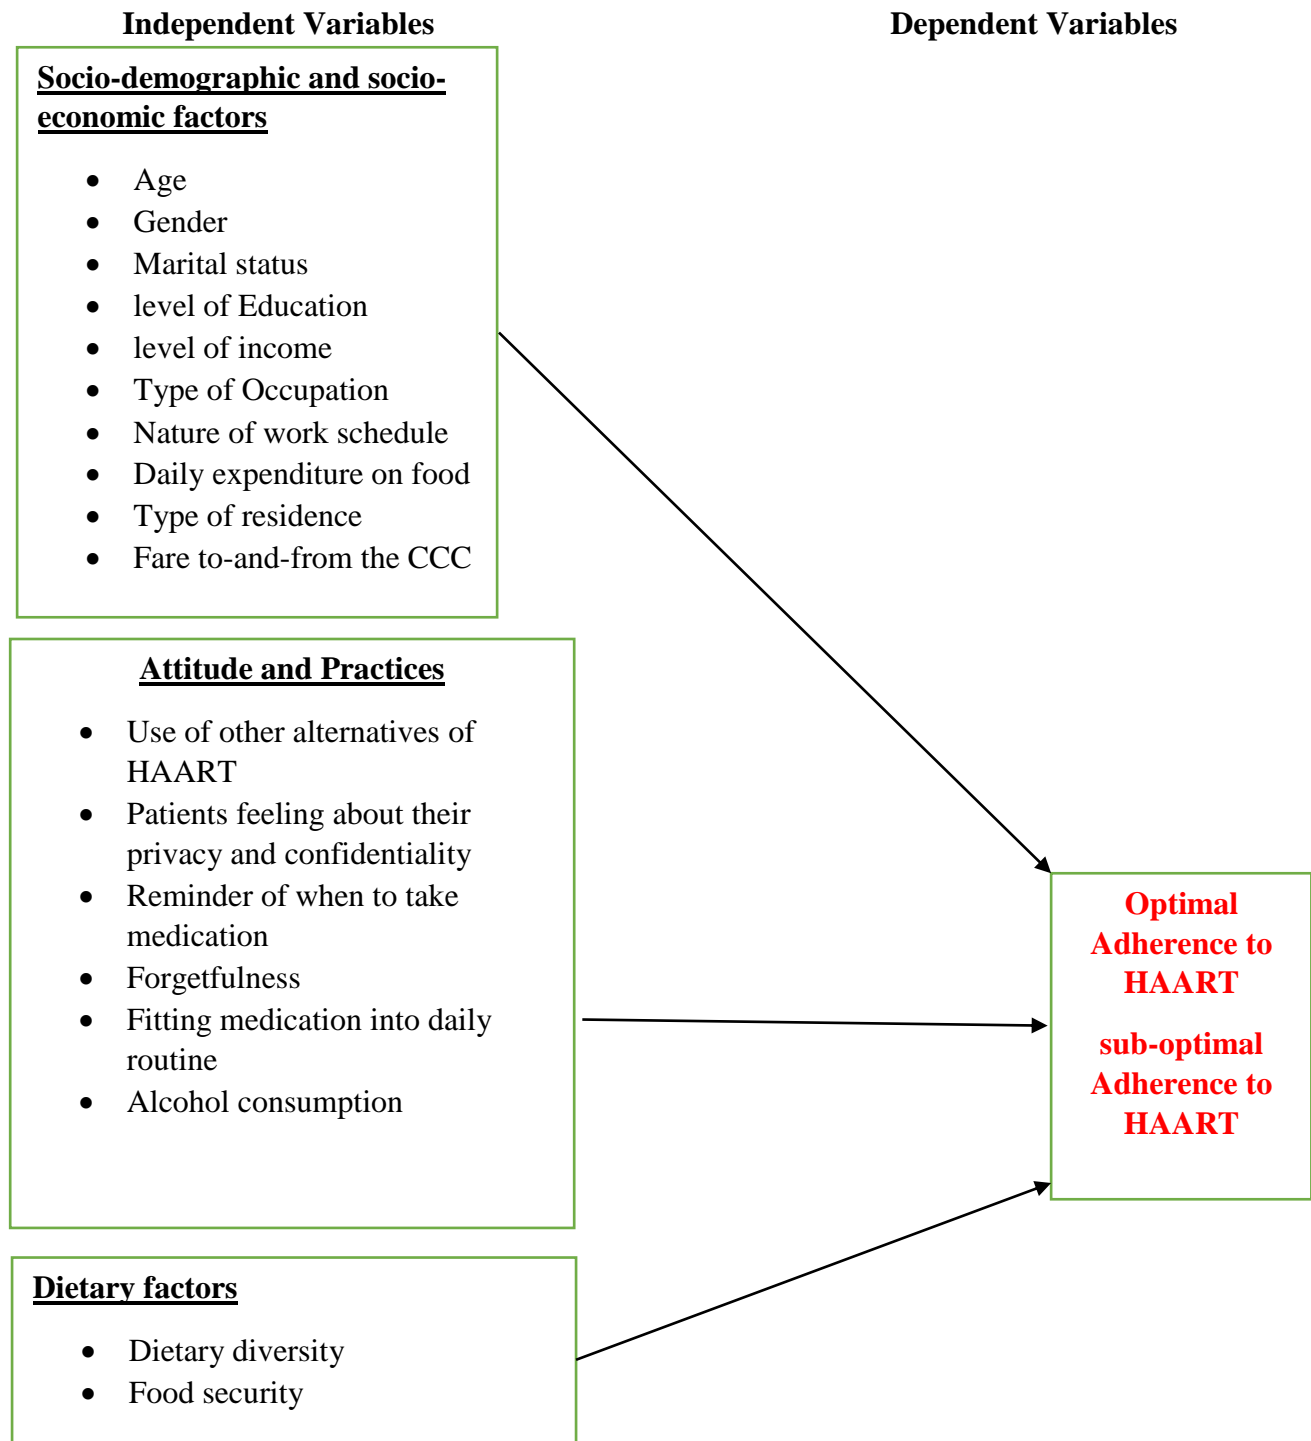 Independent Variables
Dependent Variables
Socio-demographic and socio-
economic factors
• Age
• Gender
• Marital status
• level of Education
• level of income
• Type of Occupation
• Nature of work schedule
• Daily expenditure on food
• Type of residence
• Fare to-and-from the CCC
Attitude and Practices
• Use of other alternatives of
HAART
• Patients feeling about their
privacy and confidentiality
• Reminder of when to take
medication
• Forgetfulness
• Fitting medication into daily
routine
• Alcohol consumption
Dietary factors
• Dietary diversity
• Food security
Optimal
Adherence to
HAART
sub-optimal
Adherence to
HAART